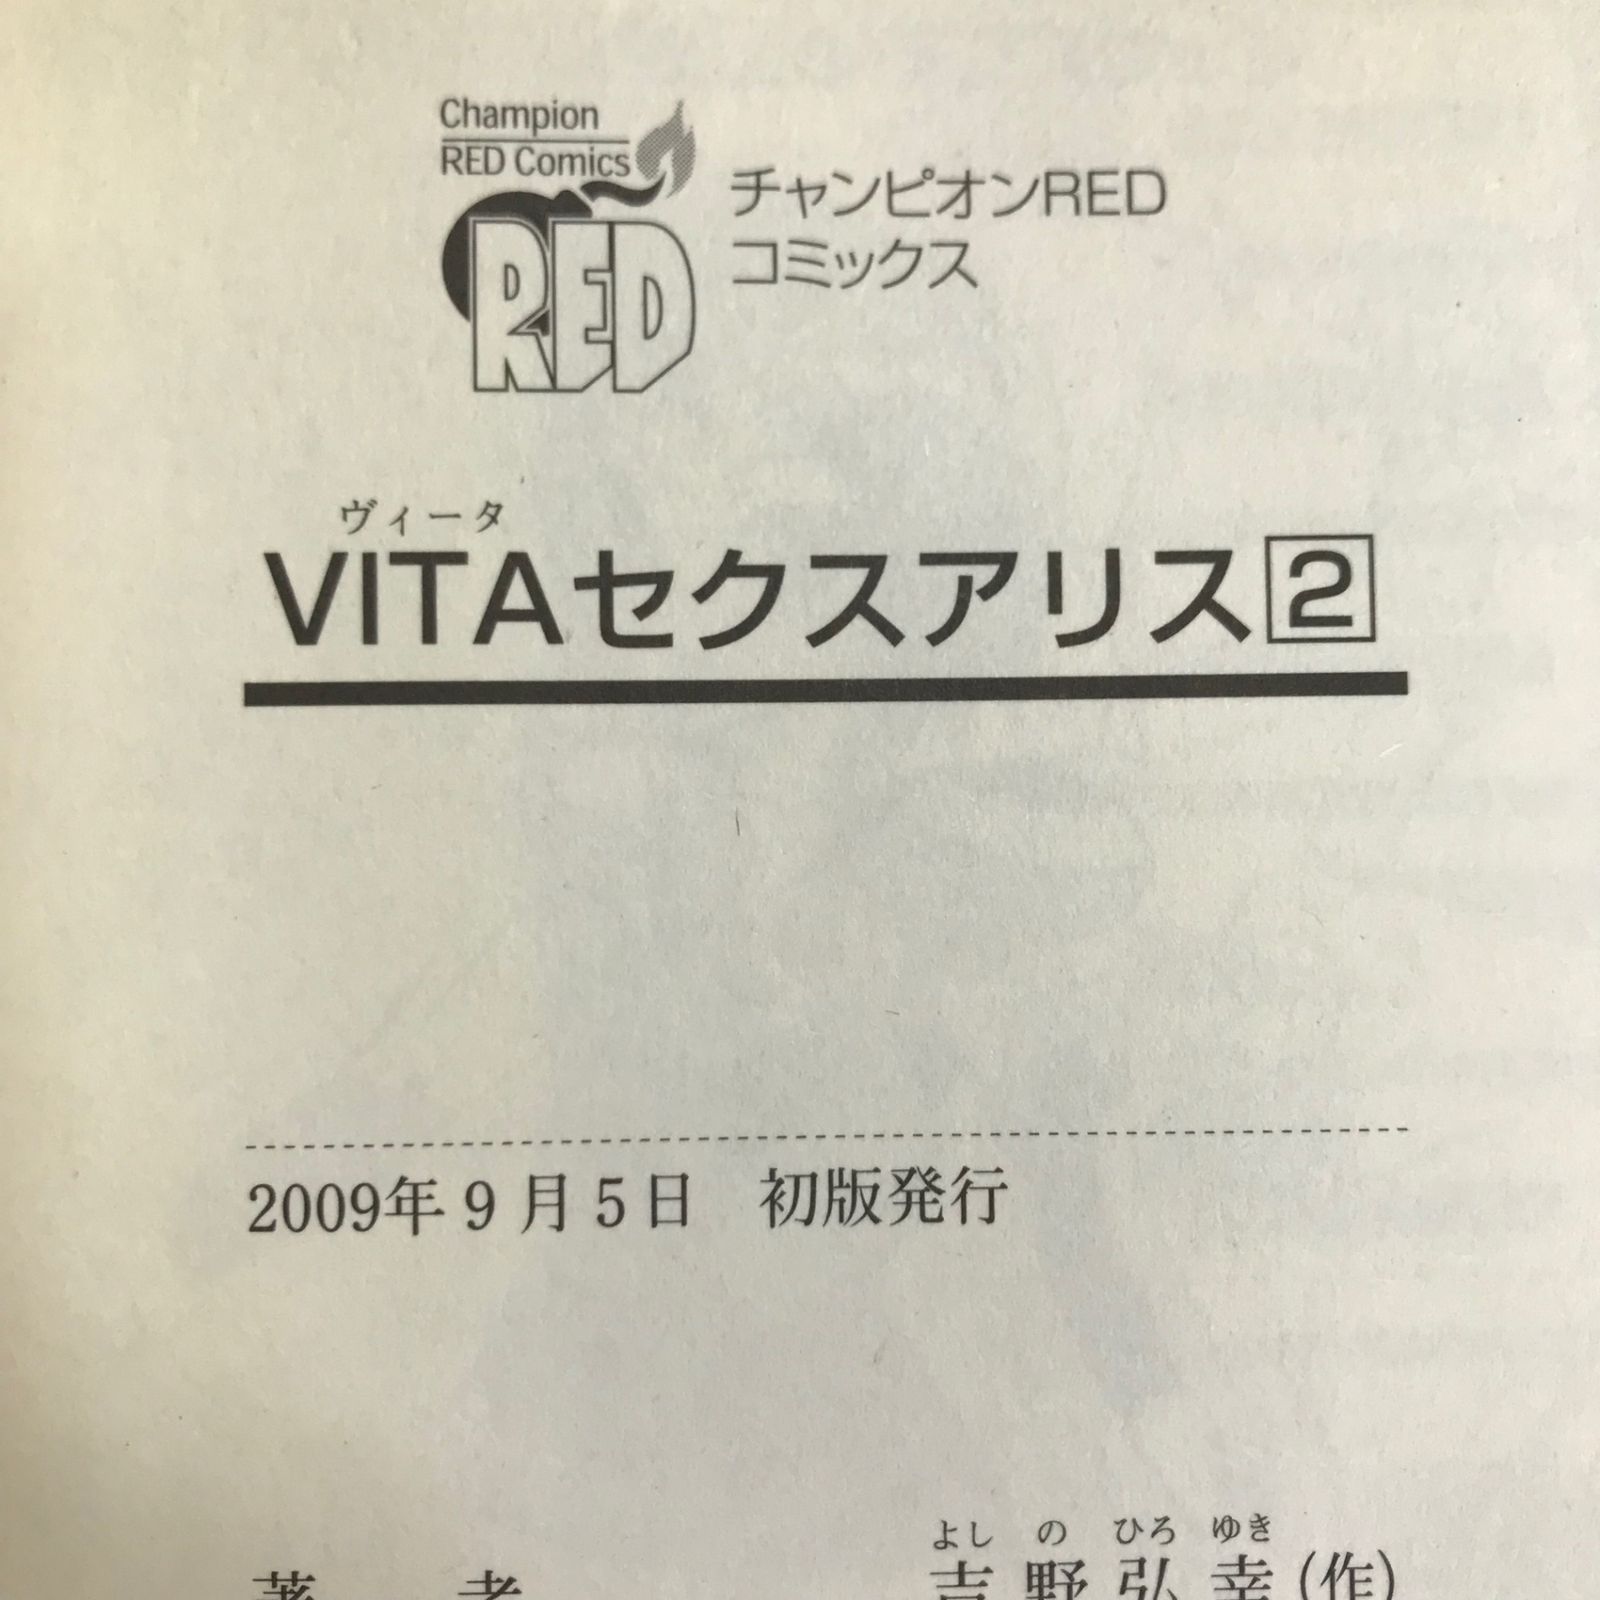 Champion
RED Comics
RED
チャンピオンRED
コミックス
ヴィータ
VITAセクスアリス2
2009年9月5日 初版発行
よしのひろゆき
著者 吉野弘幸(作)